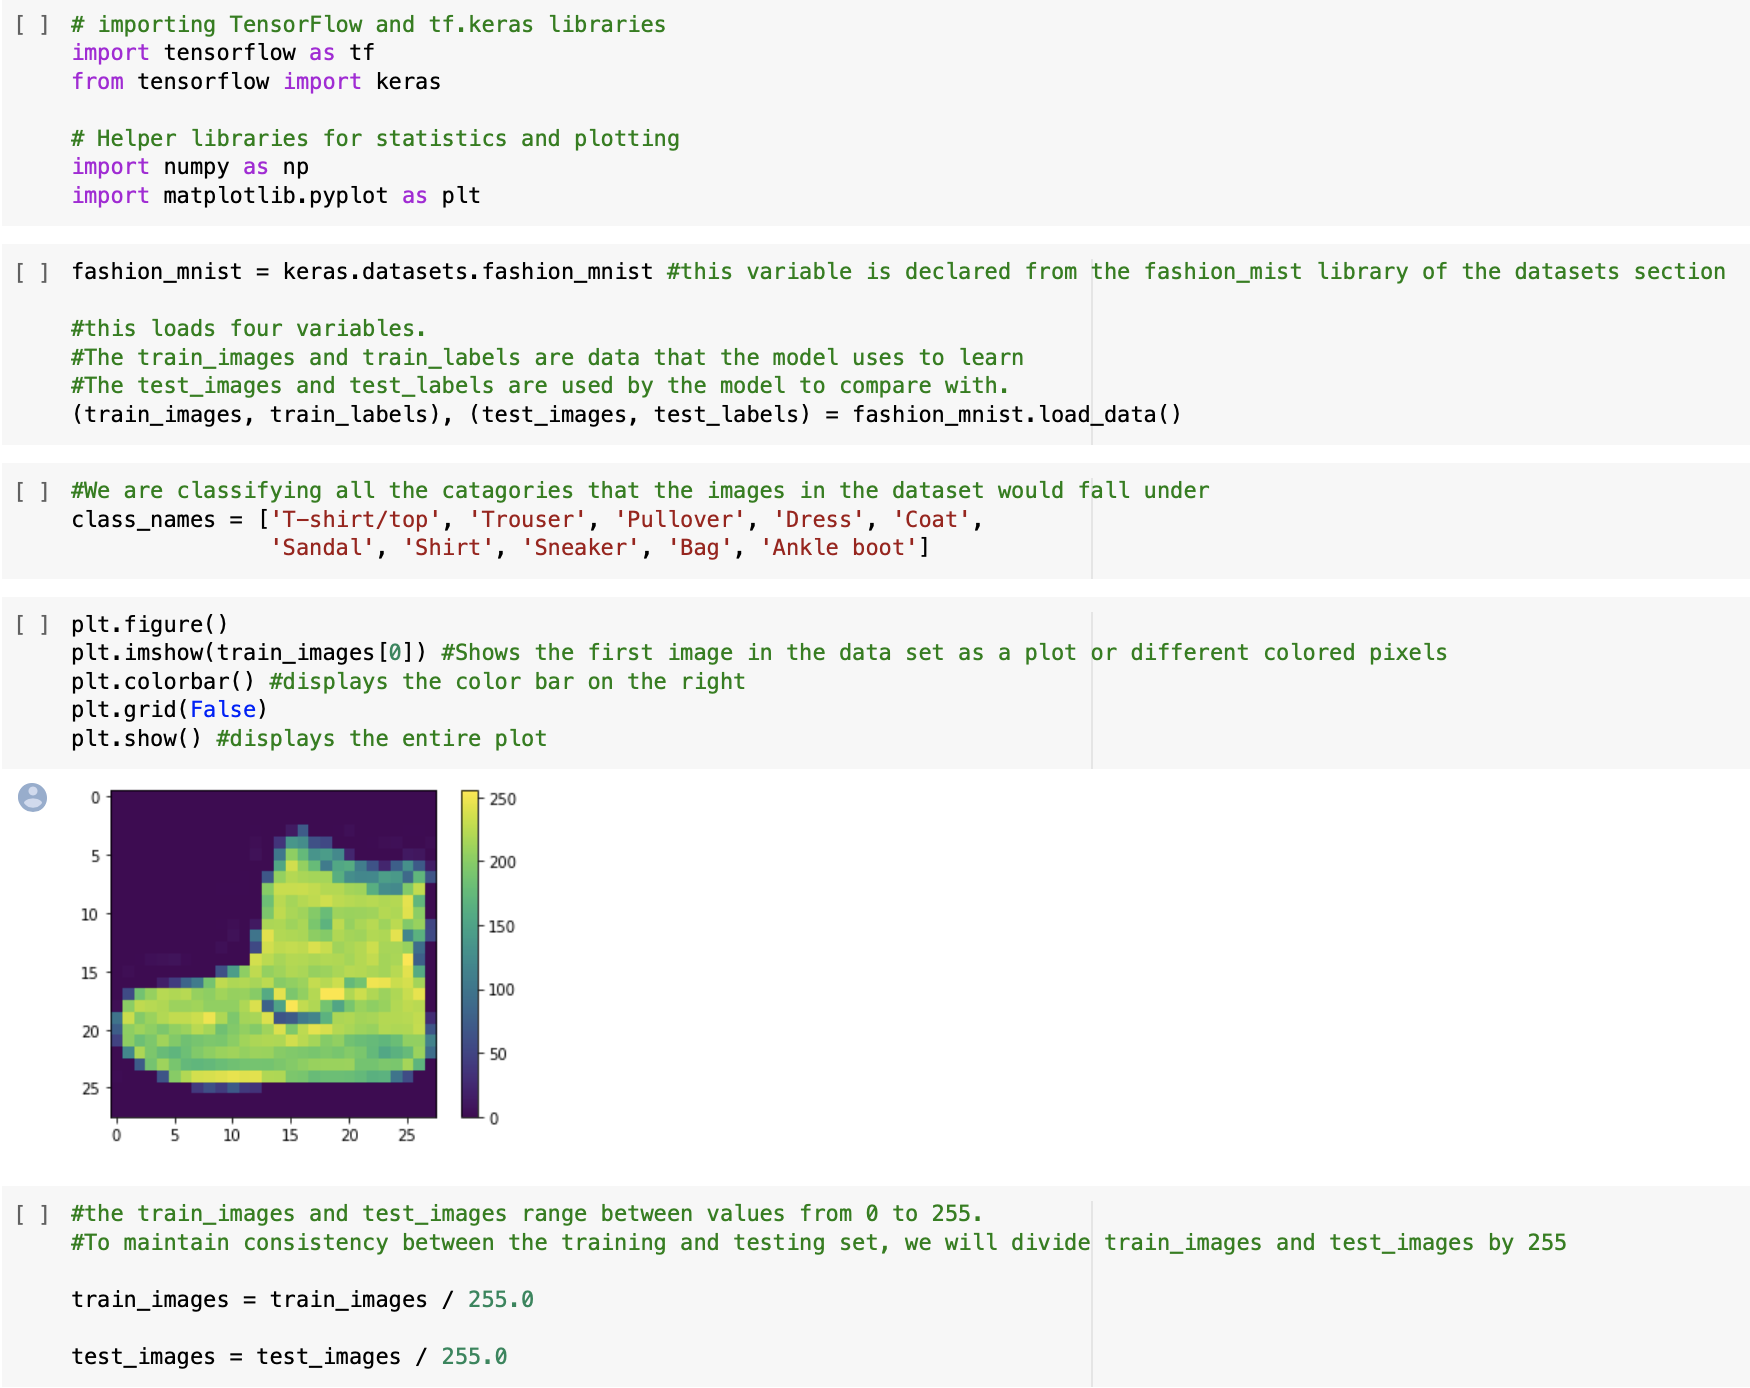 [ ] # importing TensorFlow and tf.keras libraries
import tensorflow as tf
from tensorflow import keras
# Helper libraries for statistics and plotting
import numpy as np
import matplotlib.pyplot as plt
[ ] fashion_mnist = keras.datasets.fashion_mnist #this variable is declared from the fashion_mist library of the datasets section
#this loads four variables.
#The train_images and train_labels are data that the model uses to learn
#The test_images and test_labels are used by the model to compare with.
(train_images, train_labels), (test_images, test_labels) = fashion_mnist.load_data()
[ ] #We are classifying all the catagories that the images in the dataset would fall under
class_names = ['T-shirt/top', 'Trouser', 'Pullover', 'Dress', 'Coat',
'Sandal', 'Shirt', 'Sneaker', 'Bag', 'Ankle boot']
[ ] plt.figure()
plt.imshow(train_images[0]) #Shows the first image in the data set as a plot or different colored pixels
plt.colorbar() #displays the color bar on the right
plt.grid(False)
plt.show() #displays the entire plot
0
5
10
15
20
25
0 5 10 15 20 25
250
200
150
100
50
0
[ ] #the train_images and test_images range between values from 0 to 255.
#To maintain consistency between the training and testing set, we will divide train_images and test_images by 255
train_images = train_images / 255.0
test_images = test_images / 255.0